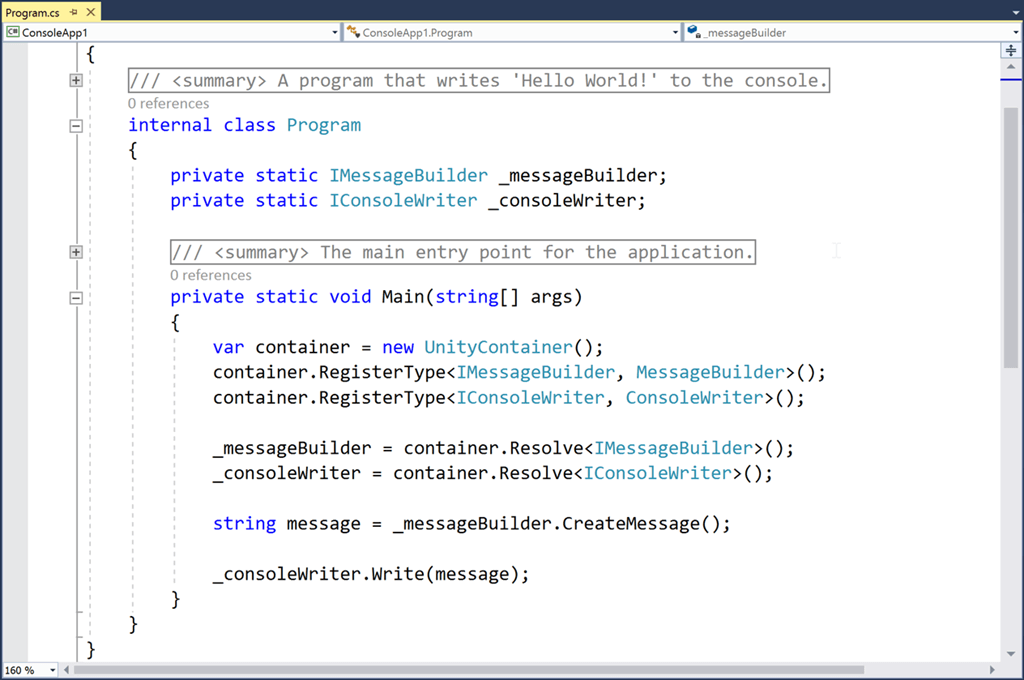 Program.cs
ConsoleApp1
ConsoleApp1.Program
_messageBuilder
{
/// <summary> A program that writes 'Hello World!' to the console.
0 references
internal class Program
{
private static IMessageBuilder _messageBuilder;
private static IConsoleWriter _consoleWriter;
/// <summary> The main entry point for the application.
0 references
private static void Main(string[] args)
{
var container = new UnityContainer();
container.RegisterType<IMessageBuilder, MessageBuilder>();
container.RegisterType<IConsoleWriter, ConsoleWriter>();
_messageBuilder = container.Resolve<IMessageBuilder>();
_consoleWriter = container.Resolve<IConsoleWriter>();
string message = _messageBuilder.CreateMessage();
_consoleWriter.Write(message);
}
}
}
160 %